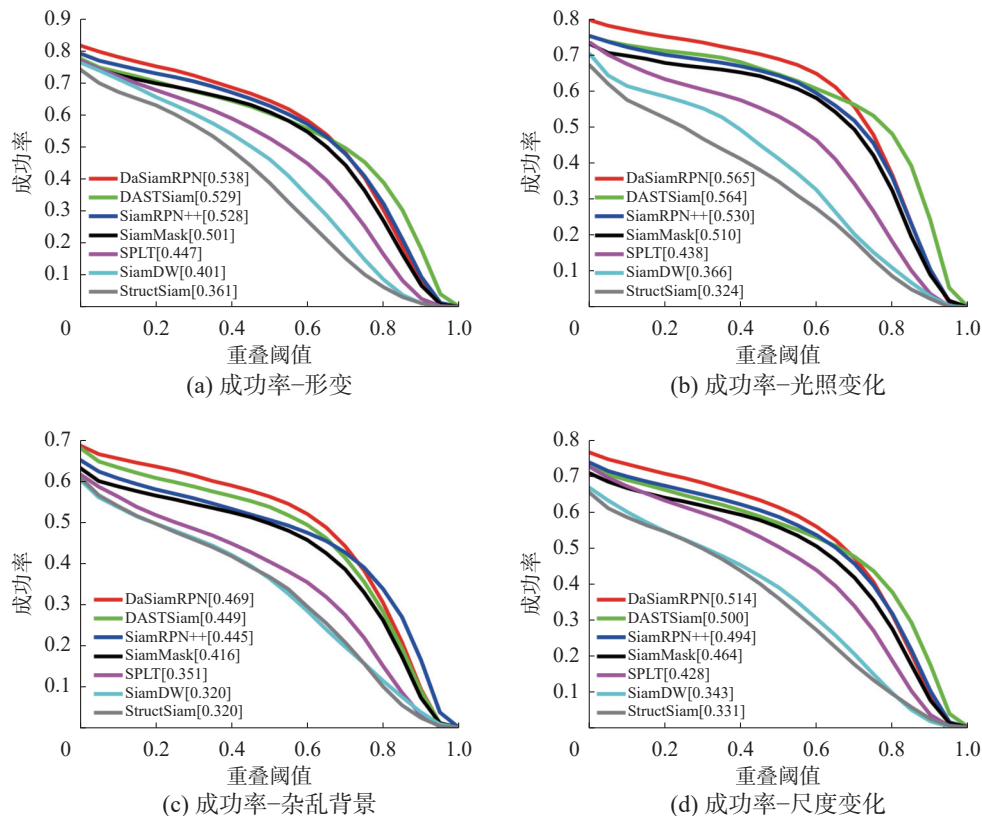 0.9
0.8
0.7
0.6
0.5
0.4
0.3
0.2
0.1
0
0.2
0.4
0.6
0.8
1.0
成功率
重叠阈值
DaSiamRPN[0.538]
DASTSiam[0.529]
SiamRPN++[0.528]
SiamMask[0.501]
SPLT[0.447]
SiamDW[0.401]
StructSiam[0.361]
(a) 成功率−形变
0.8
0.7
0.6
0.5
0.4
0.3
0.2
0.1
0
0.2
0.4
0.6
0.8
1.0
成功率
重叠阈值
DaSiamRPN[0.565]
DASTSiam[0.564]
SiamRPN++[0.530]
SiamMask[0.510]
SPLT[0.438]
SiamDW[0.366]
StructSiam[0.324]
(b) 成功率−光照变化
0.7
0.6
0.5
0.4
0.3
0.2
0.1
0
0.2
0.4
0.6
0.8
1.0
成功率
重叠阈值
DaSiamRPN[0.469]
DASTSiam[0.449]
SiamRPN++[0.445]
SiamMask[0.416]
SPLT[0.351]
SiamDW[0.320]
StructSiam[0.320]
(c) 成功率−杂乱背景
0.8
0.7
0.6
0.5
0.4
0.3
0.2
0.1
0
0.2
0.4
0.6
0.8
1.0
成功率
重叠阈值
DaSiamRPN[0.514]
DASTSiam[0.500]
SiamRPN++[0.494]
SiamMask[0.464]
SPLT[0.428]
SiamDW[0.343]
StructSiam[0.331]
(d) 成功率−尺度变化